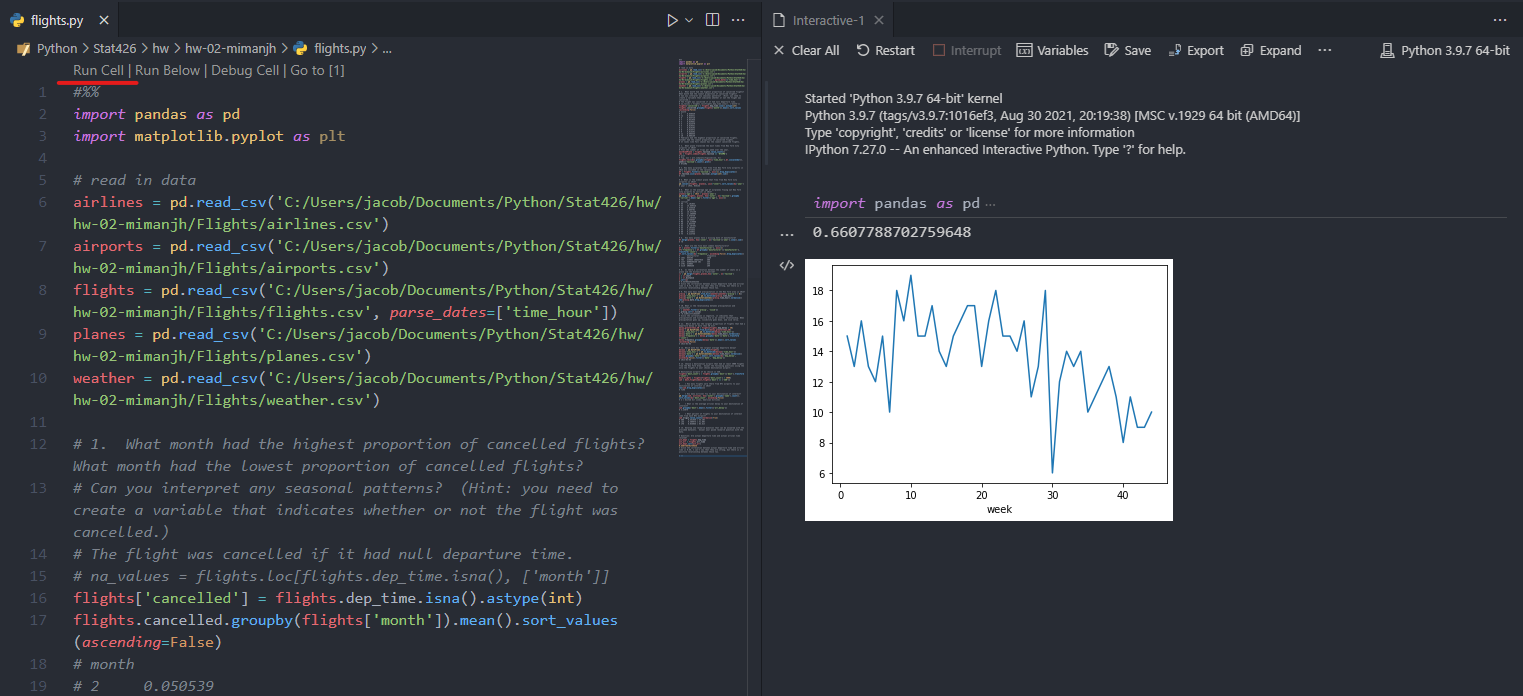 flights.py
Python > Stat426 > hw > hw-02-mimanjh > flights.py > ...
Run Cell | Run Below | Debug Cell | Go to [1]
1 #%%
2 import pandas as pd
3 import matplotlib.pyplot as plt
4
5 # read in data
6 airlines = pd.read_csv('C:/Users/jacob/Documents/Python/Stat426/hw/
hw-02-mimanjh/Flights/airlines.csv')
7 airports = pd.read_csv('C:/Users/jacob/Documents/Python/Stat426/hw/
hw-02-mimanjh/Flights/airports.csv')
8 flights = pd.read_csv('C:/Users/jacob/Documents/Python/Stat426/hw/
hw-02-mimanjh/Flights/flights.csv', parse_dates=['time_hour'])
9 planes = pd.read_csv('C:/Users/jacob/Documents/Python/Stat426/hw/
hw-02-mimanjh/Flights/planes.csv')
10 weather = pd.read_csv('C:/Users/jacob/Documents/Python/Stat426/hw/
hw-02-mimanjh/Flights/weather.csv')
11
12 # 1.  What month had the highest proportion of cancelled flights?
What month had the lowest proportion of cancelled flights?
13 # Can you interpret any seasonal patterns?  (Hint: you need to
create a variable that indicates whether or not the flight was
cancelled.)
14 # The flight was cancelled if it had null departure time.
15 # na_values = flights.loc[flights.dep_time.isna(), ['month']]
16 flights['cancelled'] = flights.dep_time.isna().astype(int)
17 flights.cancelled.groupby(flights['month']).mean().sort_values
(ascending=False)
18 # month
19 # 2     0.050539
Interactive-1
Clear All Restart Interrupt Variables Save Export Expand ... Python 3.9.7 64-bit
Started 'Python 3.9.7 64-bit' kernel
Python 3.9.7 (tags/v3.9.7:1016ef3, Aug 30 2021, 20:19:38) [MSC v.1929 64 bit (AMD64)]
Type 'copyright', 'credits' or 'license' for more information
IPython 7.27.0 -- An enhanced Interactive Python. Type '?' for help.
import pandas as pd ...
... 0.6607788702759648
18
16
14
12
10
8
6
0 10 20 30 40
week